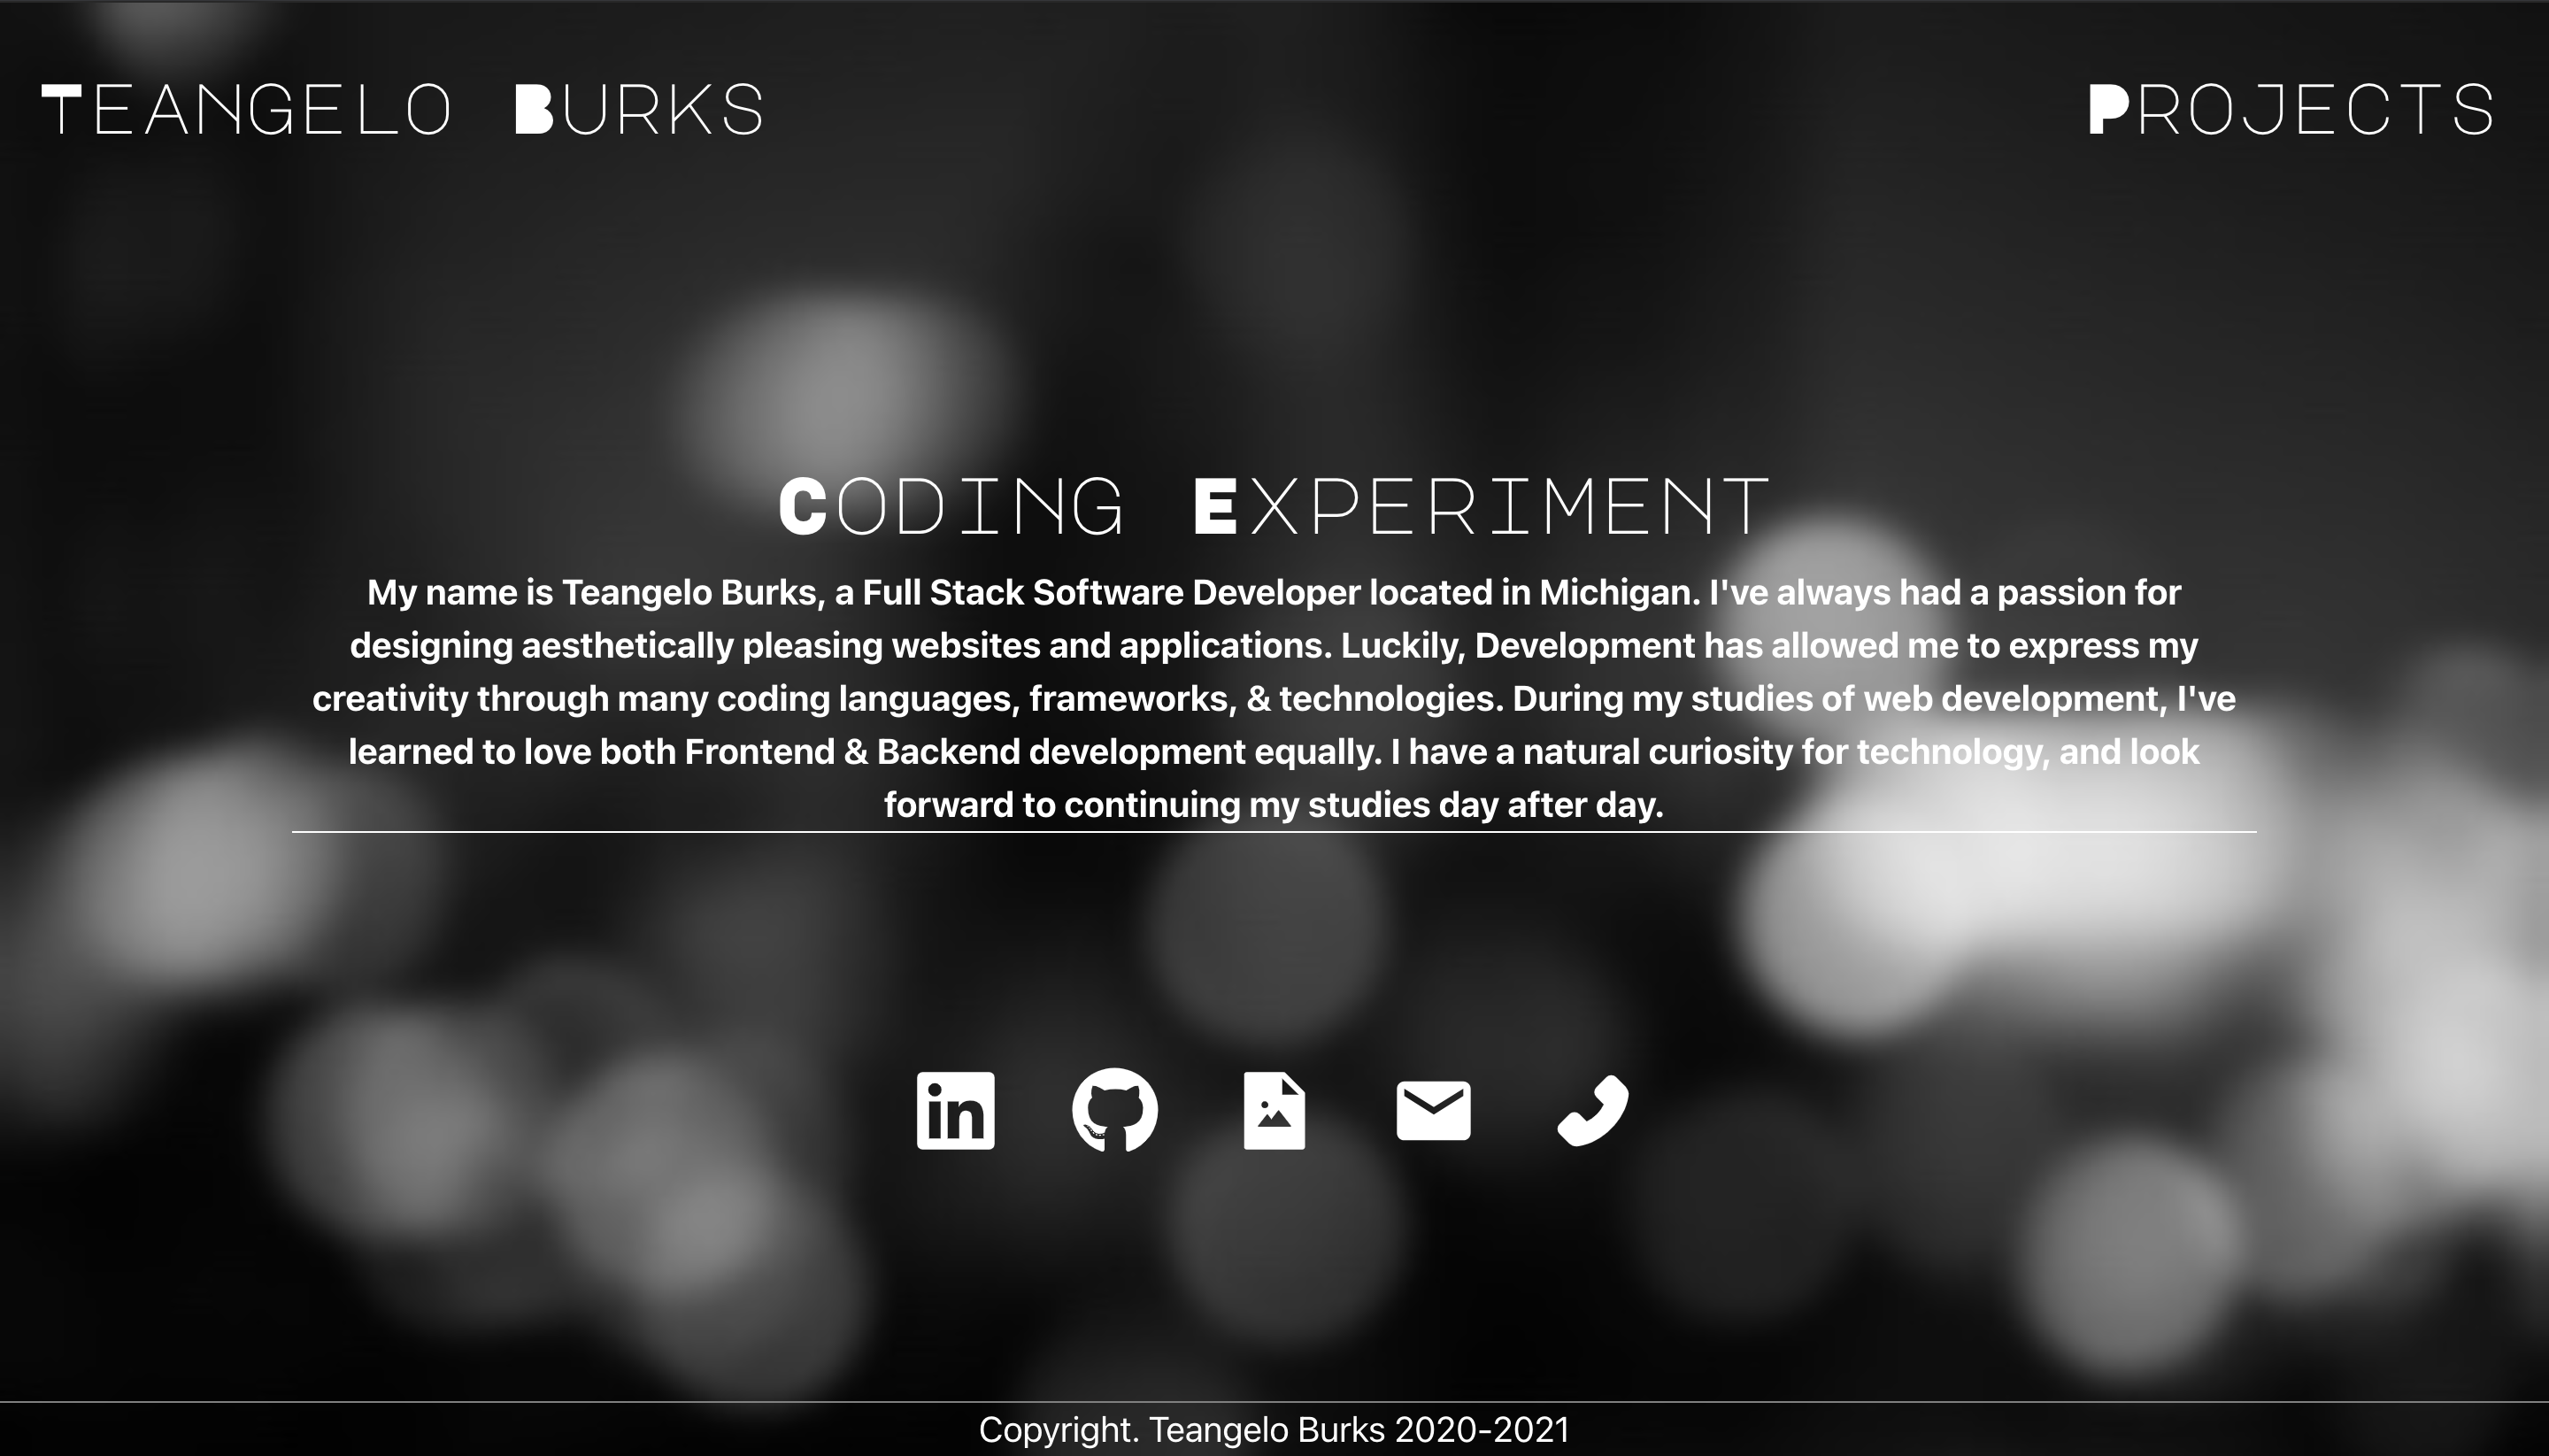 TEANGELO BURKS
PROJECTS
CODING EXPERIMENT
My name is Teangelo Burks, a Full Stack Software Developer located in Michigan. I've always had a passion for
designing aesthetically pleasing websites and applications. Luckily, Development has allowed me to express my
creativity through many coding languages, frameworks, & technologies. During my studies of web development, I've
learned to love both Frontend & Backend development equally. I have a natural curiosity for technology, and look
forward to continuing my studies day after day.
in
Copyright. Teangelo Burks 2020-2021